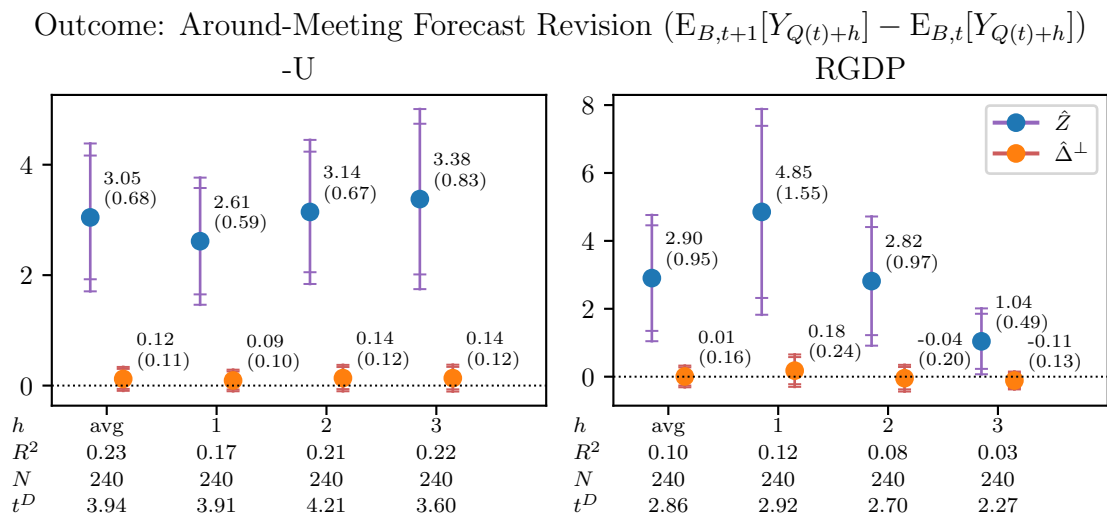 Outcome: Around-Meeting Forecast Revision (E_{B,t+1}[Y_{Q(t)+h}] − E_{B,t}[Y_{Q(t)+h}])
-U
4
2
0
3.05
(0.68)
2.61
(0.59)
3.14
(0.67)
3.38
(0.83)
0.12
(0.11)
0.09
(0.10)
0.14
(0.12)
0.14
(0.12)
h avg 1 2 3
R² 0.23 0.17 0.21 0.22
N 240 240 240 240
t^D 3.94 3.91 4.21 3.60
RGDP
8
6
4
2
0
Ẑ
Δ̂^⊥
2.90
(0.95)
4.85
(1.55)
2.82
(0.97)
1.04
(0.49)
0.01
(0.16)
0.18
(0.24)
-0.04
(0.20)
-0.11
(0.13)
avg 1 2 3
R² 0.10 0.12 0.08 0.03
N 240 240 240 240
t^D 2.86 2.92 2.70 2.27
h